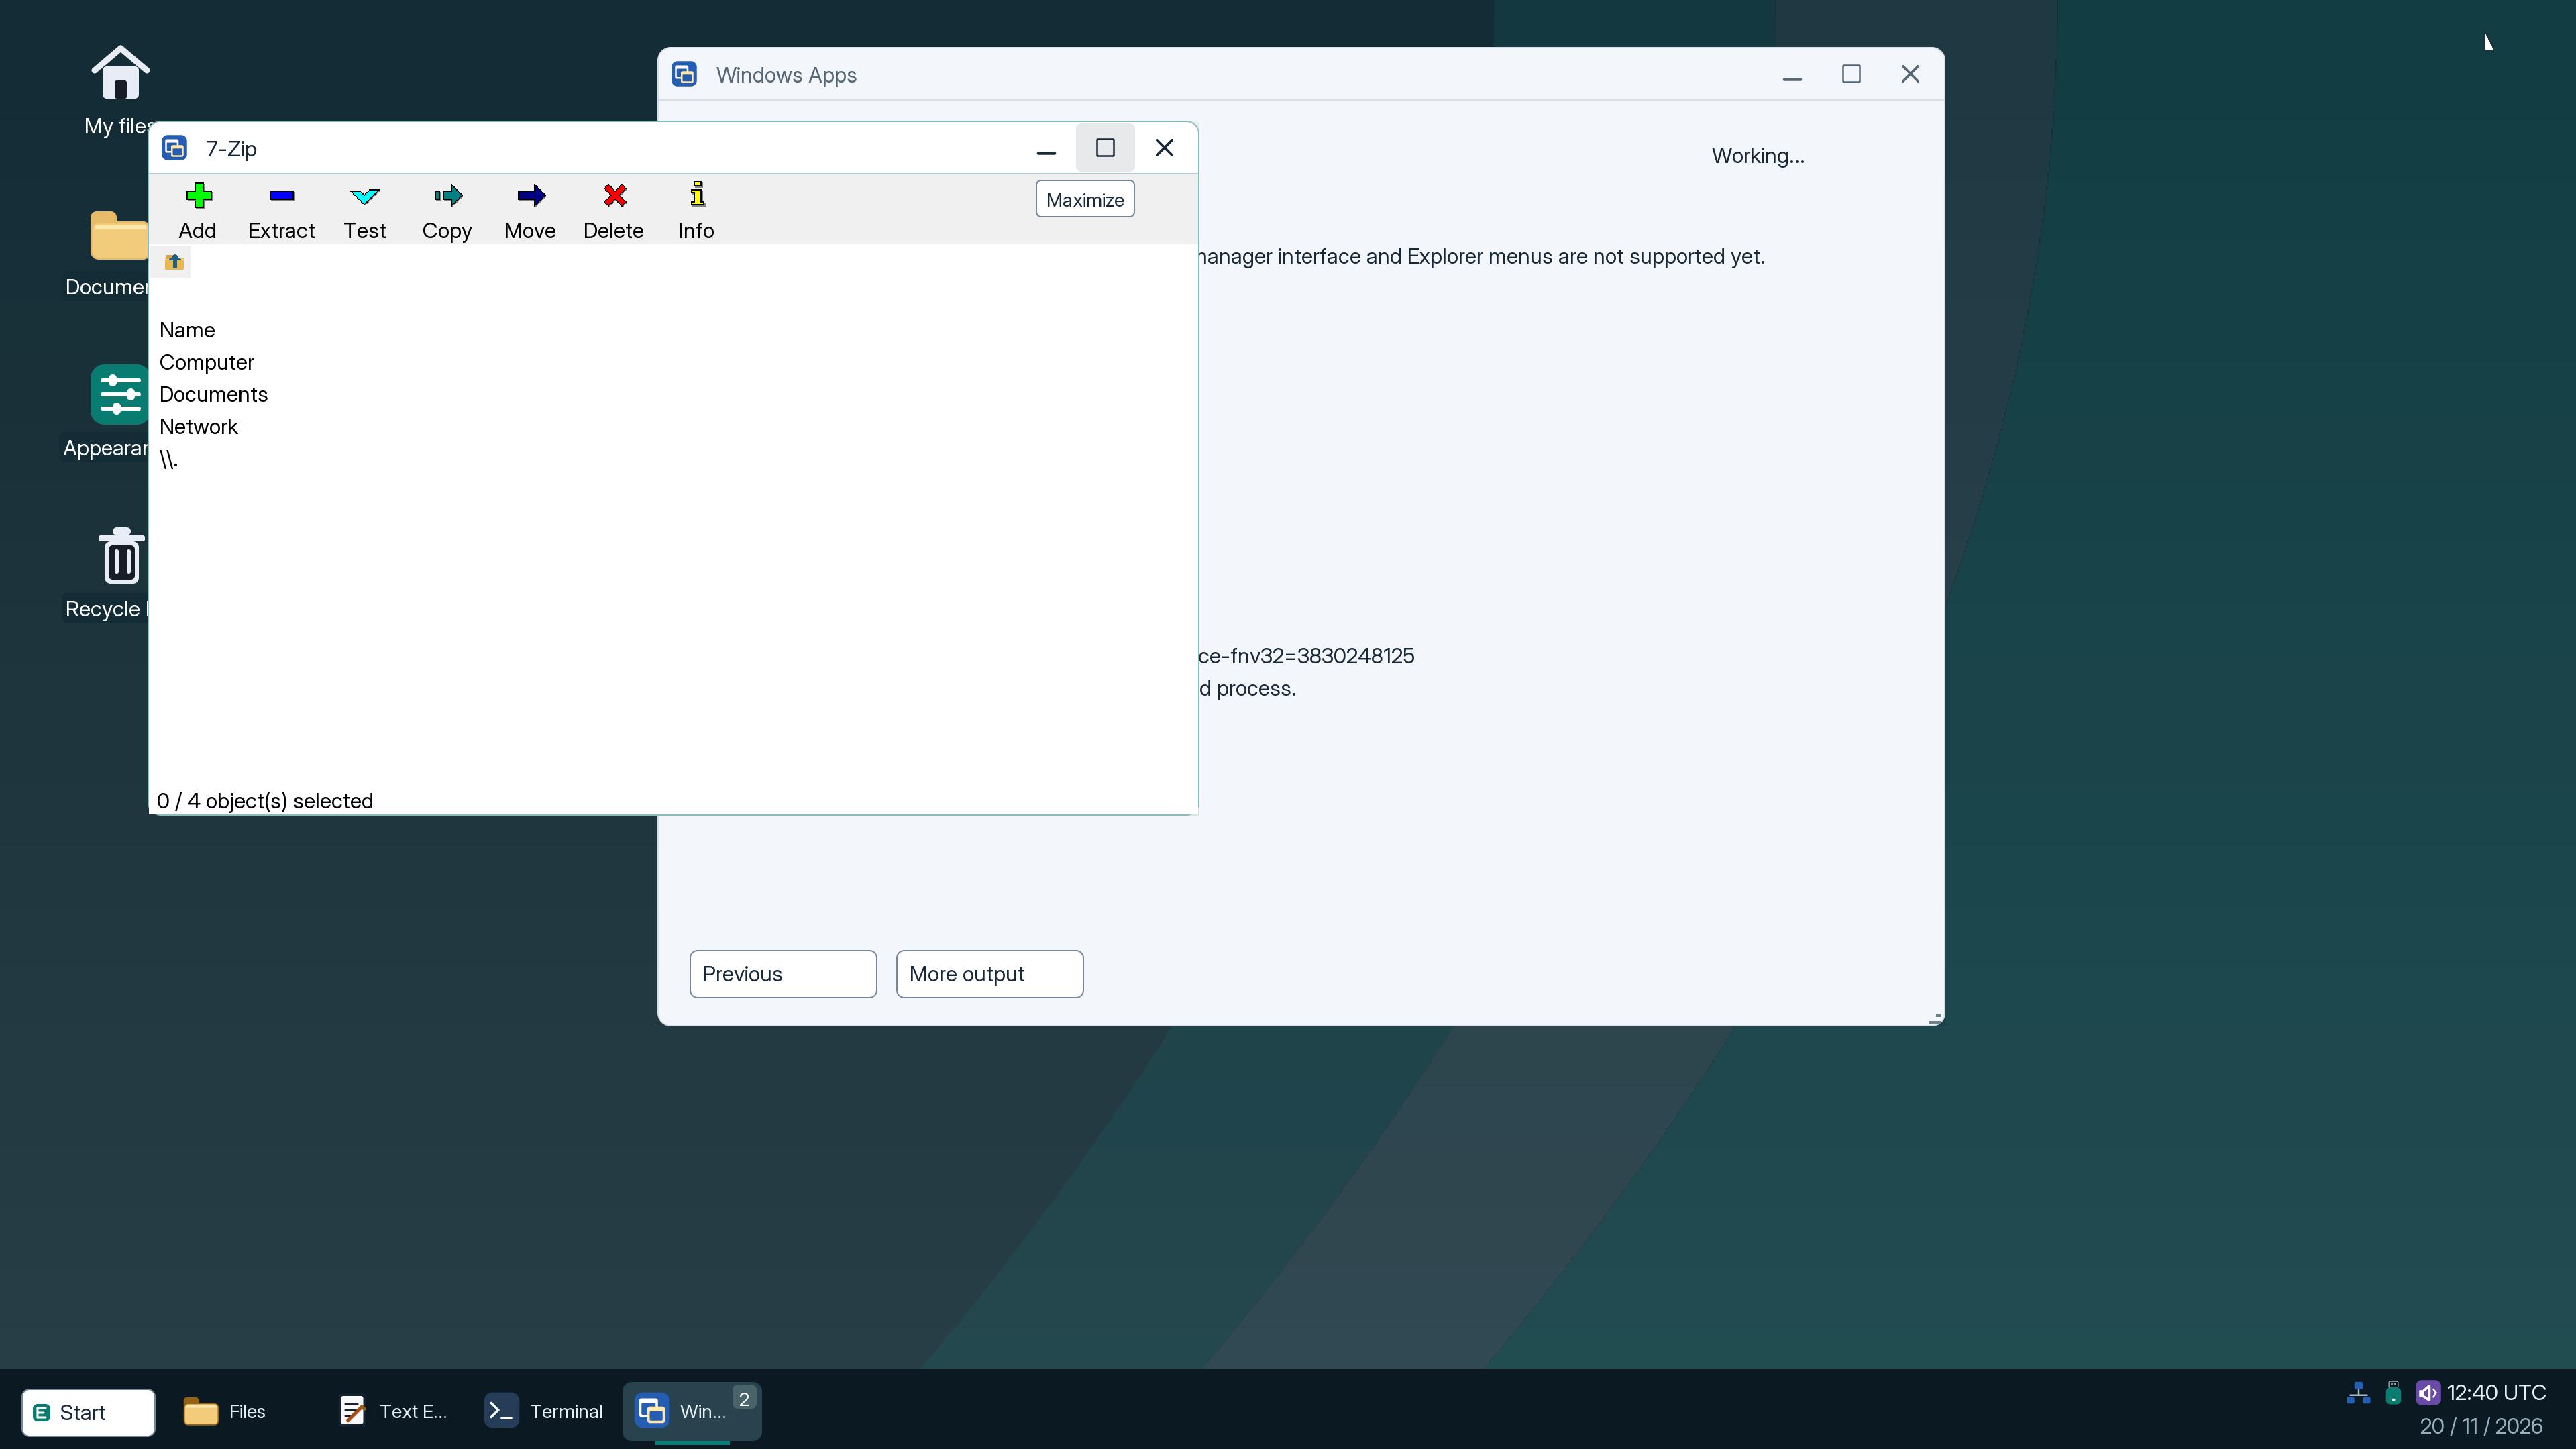 Windows Apps
My files
7-Zip
Working...
Add Extract Test Copy Move Delete Info
Maximize
anager interface and Explorer menus are not supported yet.
Name
Computer
Documents
Network
\\.
Recycle
ce-fnv32=3830248125
d process.
0 / 4 object(s) selected
Previous
More output
Start
Files
Text E...
Terminal
Win...
2
12:40 UTC
20 / 11 / 2026